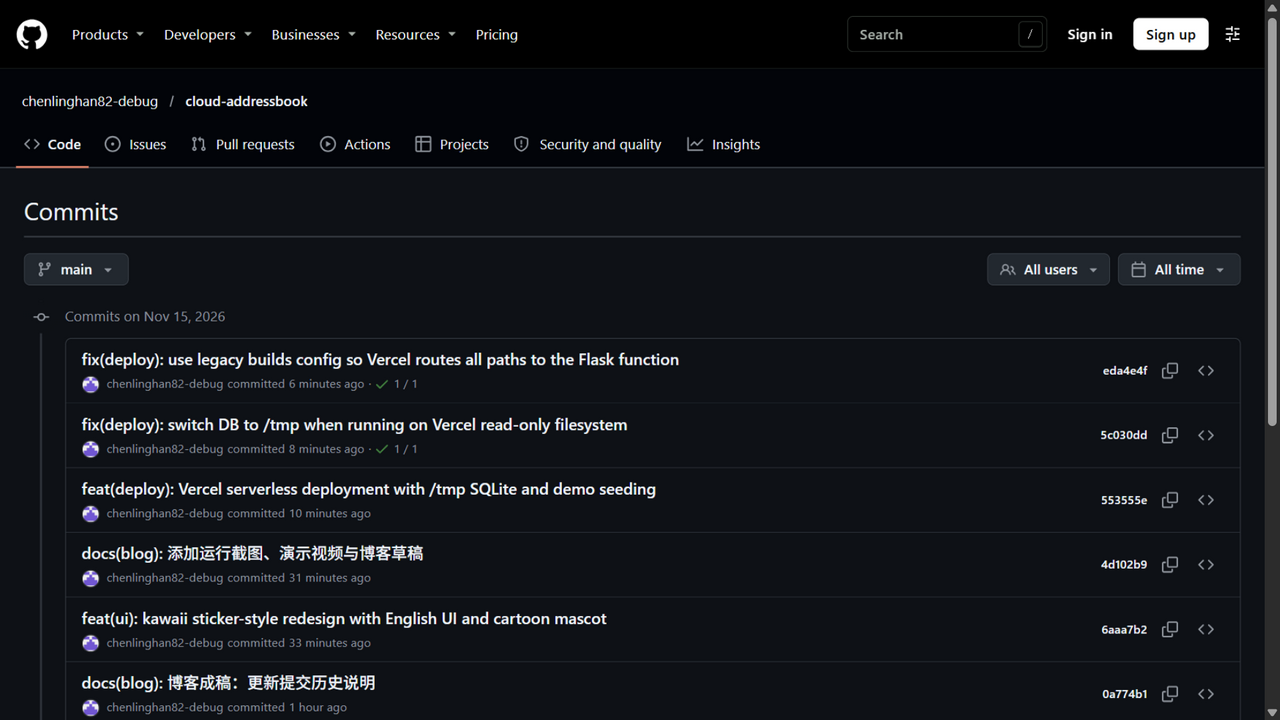 Products Developers Businesses Resources Pricing Search / Sign in Sign up
chenlinghan82-debug / cloud-addressbook
Code Issues Pull requests Actions Projects Security and quality Insights
Commits
main All users All time
Commits on Nov 15, 2026
fix(deploy): use legacy builds config so Vercel routes all paths to the Flask function
chenlinghan82-debug committed 6 minutes ago · 1 / 1
eda4e4f
fix(deploy): switch DB to /tmp when running on Vercel read-only filesystem
chenlinghan82-debug committed 8 minutes ago · 1 / 1
5c030dd
feat(deploy): Vercel serverless deployment with /tmp SQLite and demo seeding
chenlinghan82-debug committed 10 minutes ago
553555e
docs(blog): 添加运行截图、演示视频与博客草稿
chenlinghan82-debug committed 31 minutes ago
4d102b9
feat(ui): kawaii sticker-style redesign with English UI and cartoon mascot
chenlinghan82-debug committed 33 minutes ago
6aaa7b2
docs(blog): 博客成稿：更新提交历史说明
chenlinghan82-debug committed 1 hour ago
0a774b1